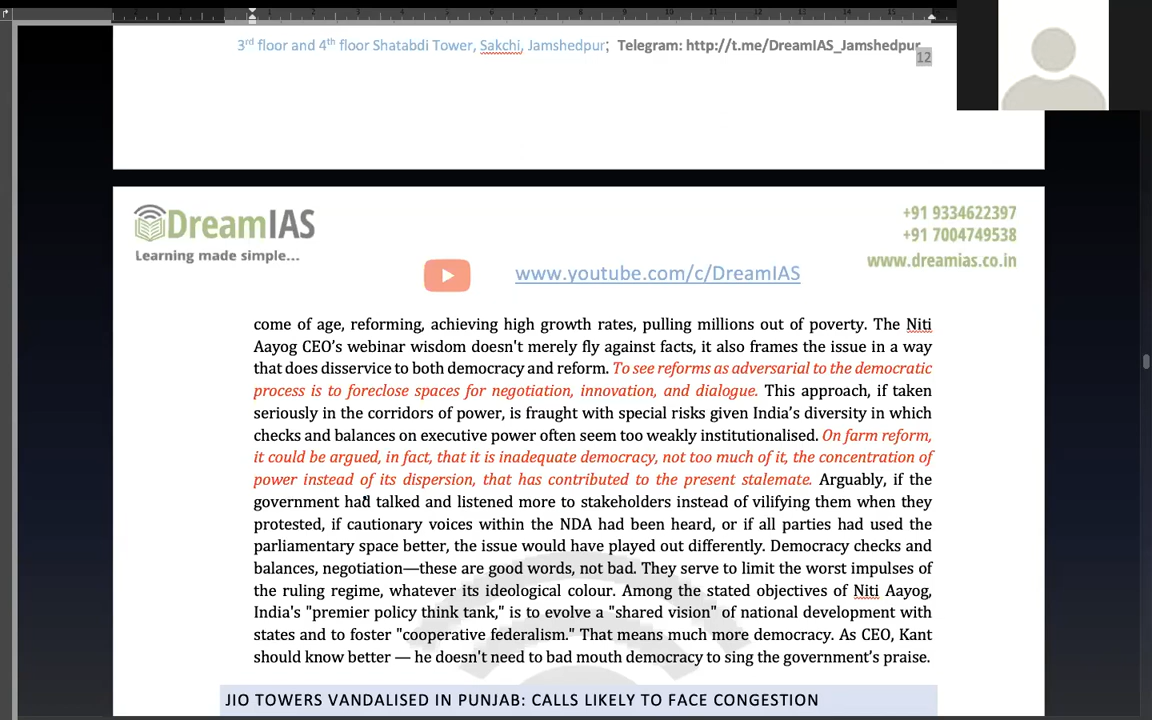 3rd floor and 4th floor Shatabdi Tower, Sakchi, Jamshedpur; Telegram: http://t.me/DreamIAS_Jamshedpur
12
DreamIAS
Learning made simple...
+91 9334622397
+91 7004749538
www.dreamias.co.in
www.youtube.com/c/DreamIAS
come of age, reforming, achieving high growth rates, pulling millions out of poverty. The Niti
Aayog CEO's webinar wisdom doesn't merely fly against facts, it also frames the issue in a way
that does disservice to both democracy and reform. To see reforms as adversarial to the democratic
process is to foreclose spaces for negotiation, innovation, and dialogue. This approach, if taken
seriously in the corridors of power, is fraught with special risks given India's diversity in which
checks and balances on executive power often seem too weakly institutionalised. On farm reform,
it could be argued, in fact, that it is inadequate democracy, not too much of it, the concentration of
power instead of its dispersion, that has contributed to the present stalemate. Arguably, if the
government had talked and listened more to stakeholders instead of vilifying them when they
protested, if cautionary voices within the NDA had been heard, or if all parties had used the
parliamentary space better, the issue would have played out differently. Democracy checks and
balances, negotiation—these are good words, not bad. They serve to limit the worst impulses of
the ruling regime, whatever its ideological colour. Among the stated objectives of Niti Aayog,
India's "premier policy think tank," is to evolve a "shared vision" of national development with
states and to foster "cooperative federalism." That means much more democracy. As CEO, Kant
should know better — he doesn't need to bad mouth democracy to sing the government's praise.
JIO TOWERS VANDALISED IN PUNJAB: CALLS LIKELY TO FACE CONGESTION